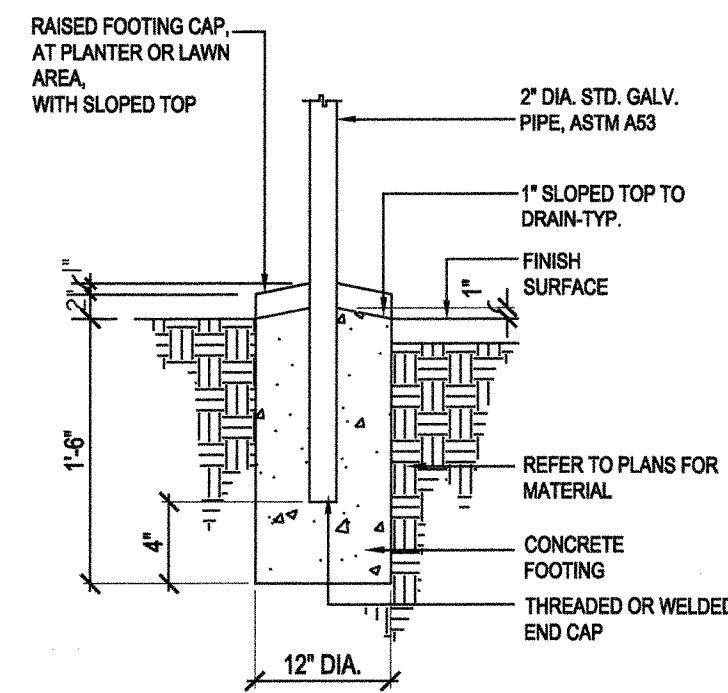 RAISED FOOTING CAP,
AT PLANTER OR LAWN
AREA,
WITH SLOPED TOP
2" DIA. STD. GALV.
PIPE, ASTM A53
1" SLOPED TOP TO
DRAIN-TYP.
FINISH
SURFACE
1"
1"
2"
1'-6"
4"
REFER TO PLANS FOR
MATERIAL
CONCRETE
FOOTING
THREADED OR WELDED
END CAP
12" DIA.